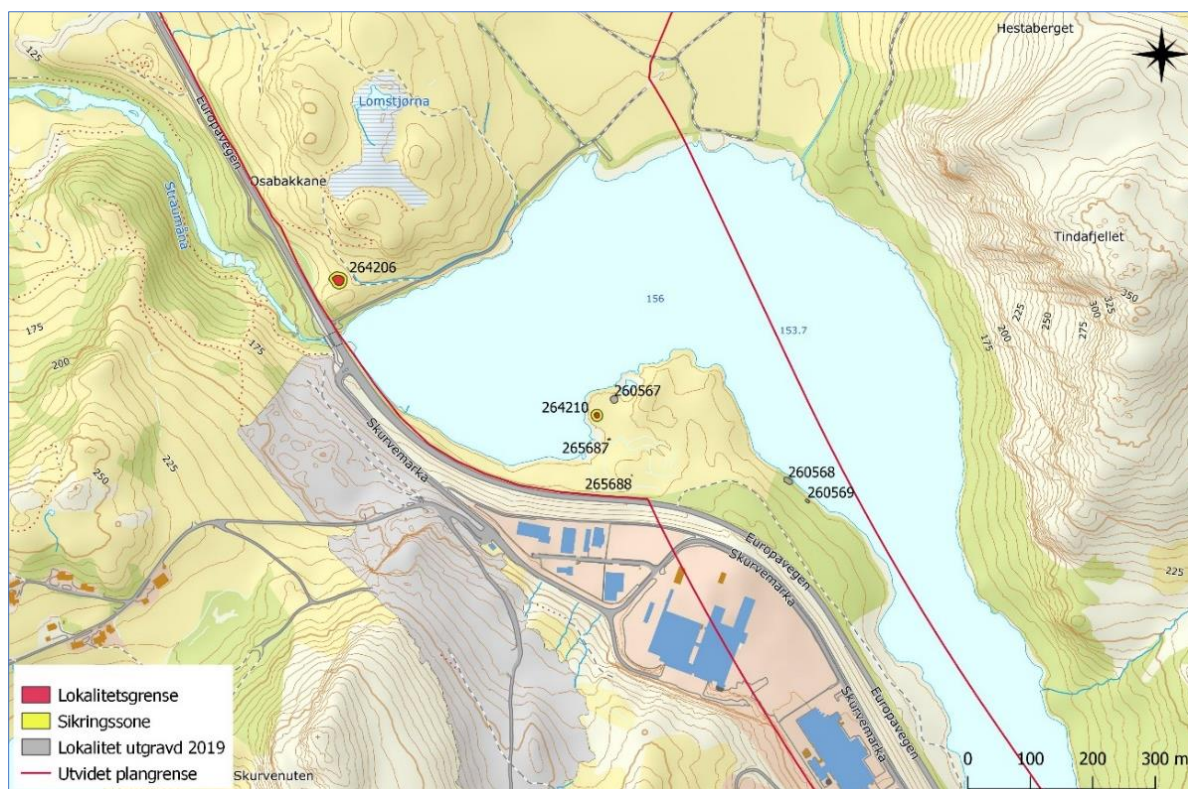 Hestaberget
125
Europavegen
Lomstjørna
Osabakkane
Straumåna
Tindafjellet
264206
350
325
300
225
250
275
200
175
156
153.7
175
200
175
260567
264210
265687
Skurvemarka
265688
260568
260569
250
225
Europavegen
Skurvemarka
225
Lokalitetsgrense
Sikringssone
Lokalitet utgravd 2019
Utvidet plangrense
Skurvenuten
Skurvemarka
Europavegen
0 100 200 300 m